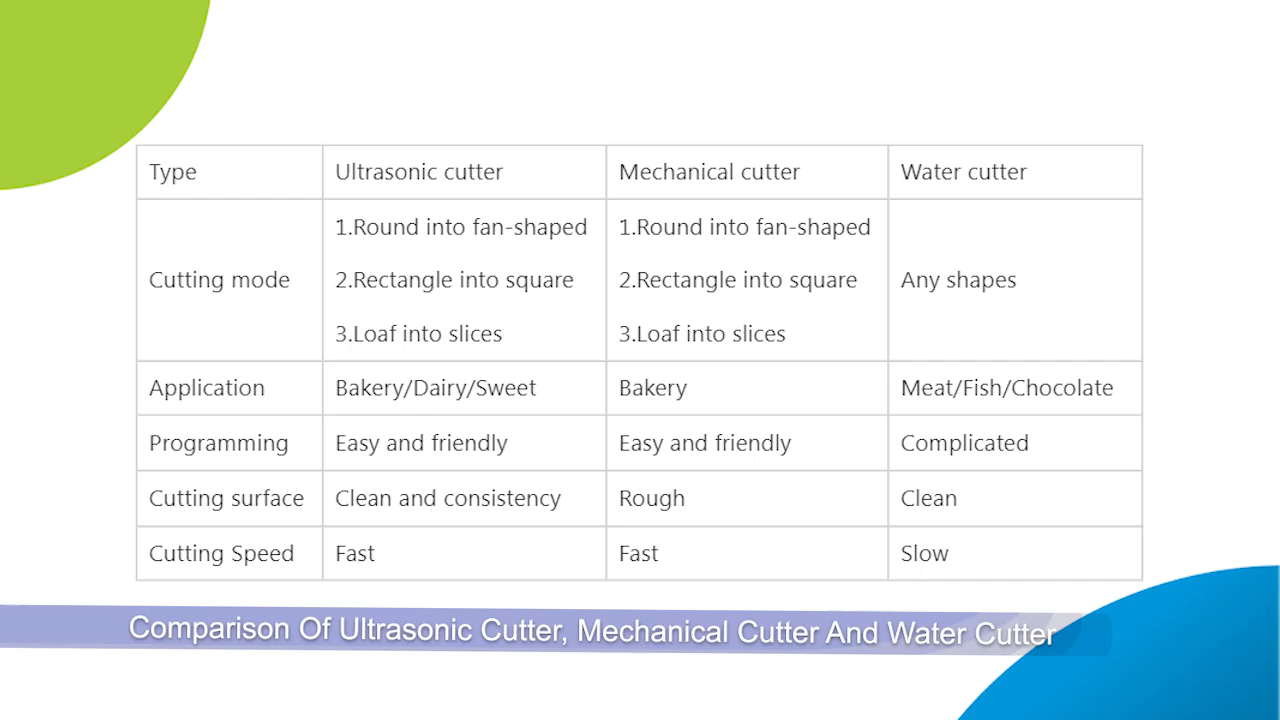 Type Ultrasonic cutter Mechanical cutter Water cutter
Cutting mode
1.Round into fan-shaped
2.Rectangle into square
3.Loaf into slices
1.Round into fan-shaped
2.Rectangle into square
3.Loaf into slices
Any shapes
Application Bakery/Dairy/Sweet Bakery Meat/Fish/Chocolate
Programming Easy and friendly Easy and friendly Complicated
Cutting surface Clean and consistency Rough Clean
Cutting Speed Fast Fast Slow
Comparison Of Ultrasonic Cutter, Mechanical Cutter And Water Cutter